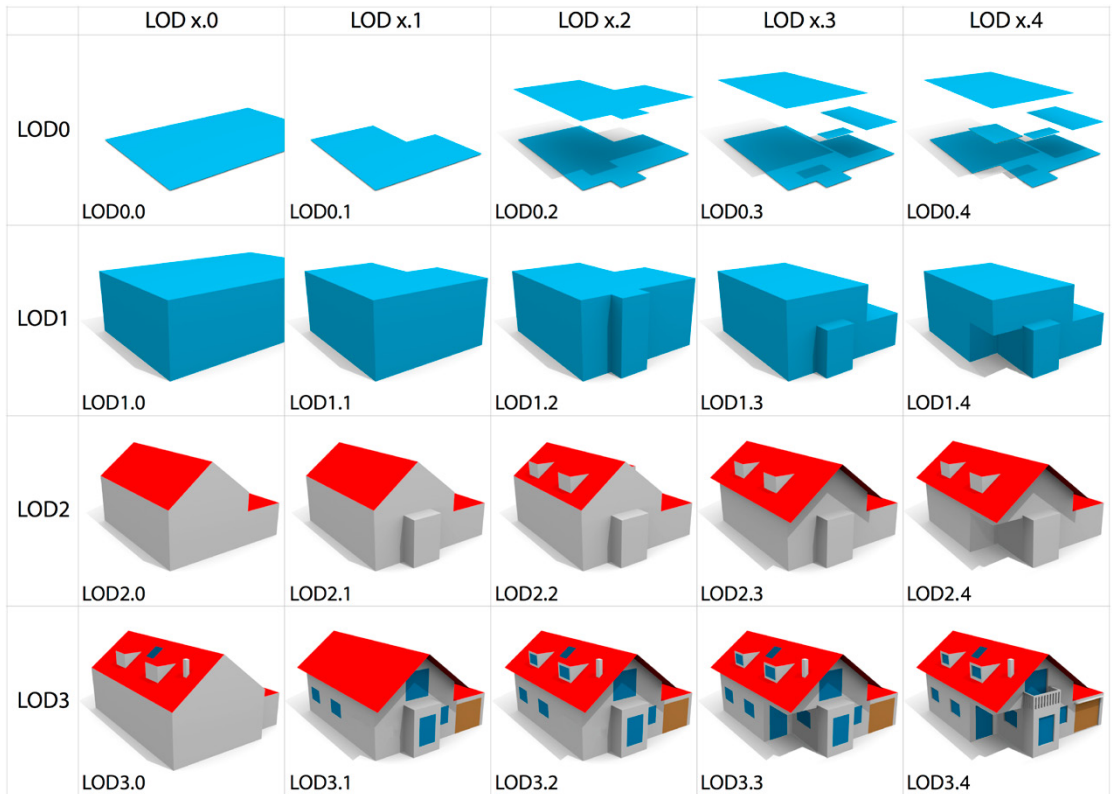 LOD x.0 LOD x.1 LOD x.2 LOD x.3 LOD x.4
LOD0
LOD0.0 LOD0.1 LOD0.2 LOD0.3 LOD0.4
LOD1
LOD1.0 LOD1.1 LOD1.2 LOD1.3 LOD1.4
LOD2
LOD2.0 LOD2.1 LOD2.2 LOD2.3 LOD2.4
LOD3
LOD3.0 LOD3.1 LOD3.2 LOD3.3 LOD3.4